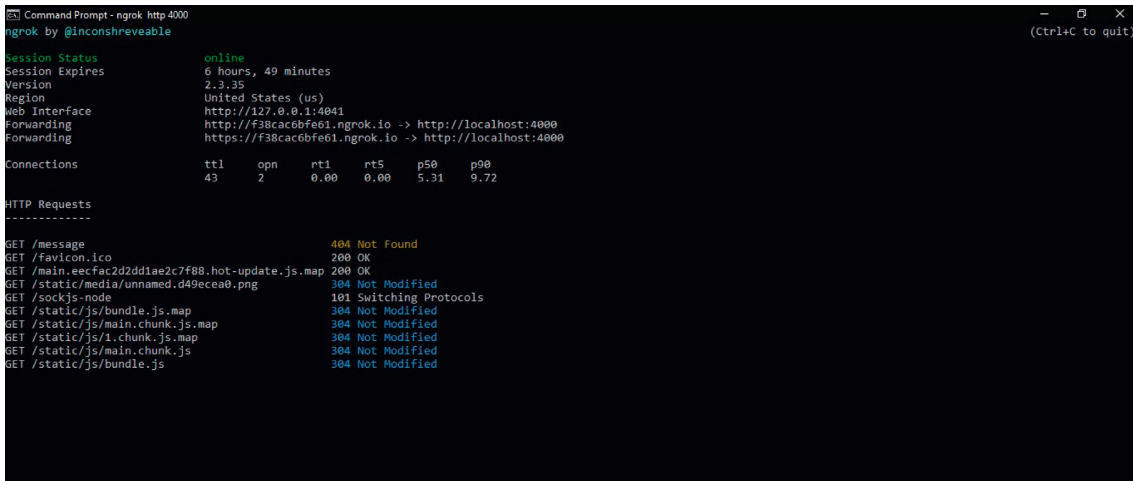 Command Prompt - ngrok http 4000
ngrok by @inconshreveable (Ctrl+C to quit)
Session Status online
Session Expires 6 hours, 49 minutes
Version 2.3.35
Region United States (us)
Web Interface http://127.0.0.1:4041
Forwarding http://f38cac6bfe61.ngrok.io -> http://localhost:4000
Forwarding https://f38cac6bfe61.ngrok.io -> http://localhost:4000
Connections ttl opn rt1 rt5 p50 p90
43 2 0.00 0.00 5.31 9.72
HTTP Requests
-------------
GET /message 404 Not Found
GET /favicon.ico 200 OK
GET /main.eecfac2d2dd1ae2c7f88.hot-update.js.map 200 OK
GET /static/media/unnamed.d49ecea0.png 304 Not Modified
GET /sockjs-node 101 Switching Protocols
GET /static/js/bundle.js.map 304 Not Modified
GET /static/js/main.chunk.js.map 304 Not Modified
GET /static/js/1.chunk.js.map 304 Not Modified
GET /static/js/main.chunk.js 304 Not Modified
GET /static/js/bundle.js 304 Not Modified